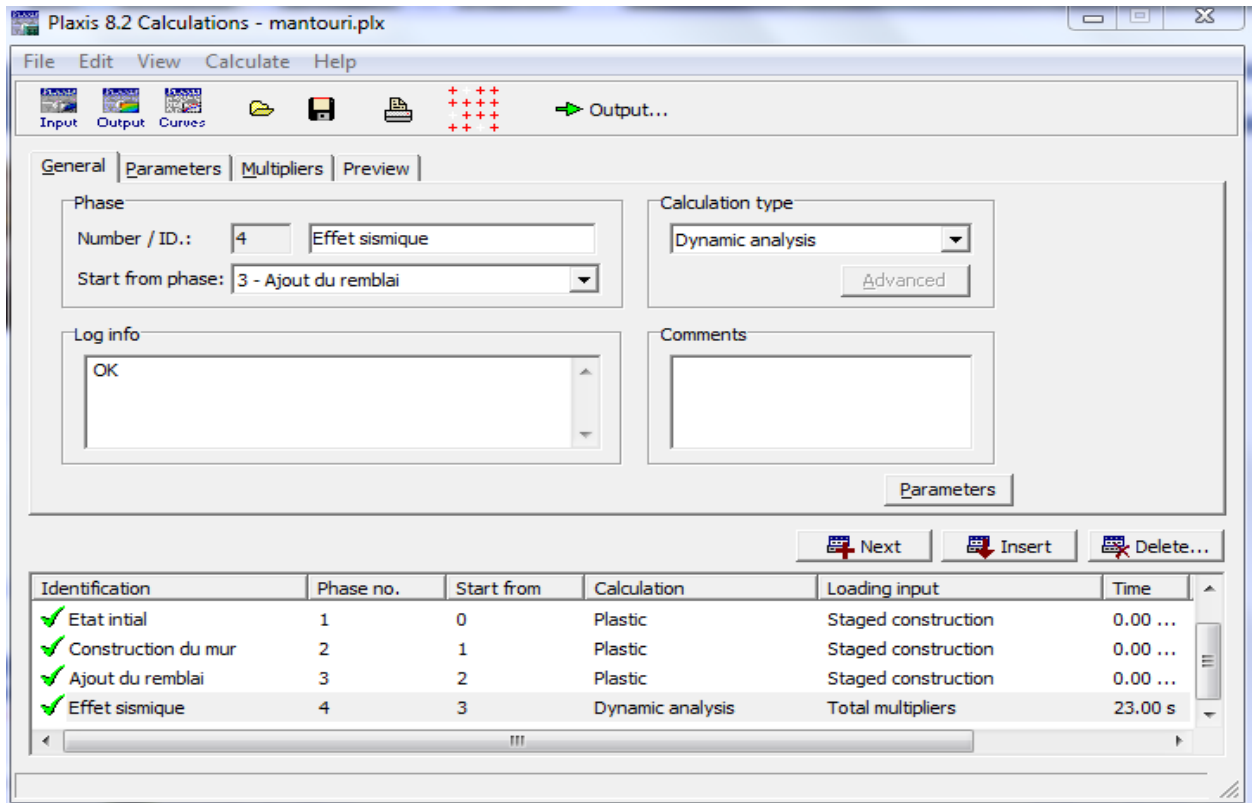 Plaxis 8.2 Calculations - mantouri.plx
File Edit View Calculate Help
Input Output Curves Output...
General Parameters Multipliers Preview
Phase
Number / ID.: 4 Effet sismique
Start from phase: 3 - Ajout du remblai
Calculation type
Dynamic analysis
Advanced
Log info
OK
Comments
Parameters
Next Insert Delete...
Identification Phase no. Start from Calculation Loading input Time
Etat intial 1 0 Plastic Staged construction 0.00 ...
Construction du mur 2 1 Plastic Staged construction 0.00 ...
Ajout du remblai 3 2 Plastic Staged construction 0.00 ...
Effet sismique 4 3 Dynamic analysis Total multipliers 23.00 s